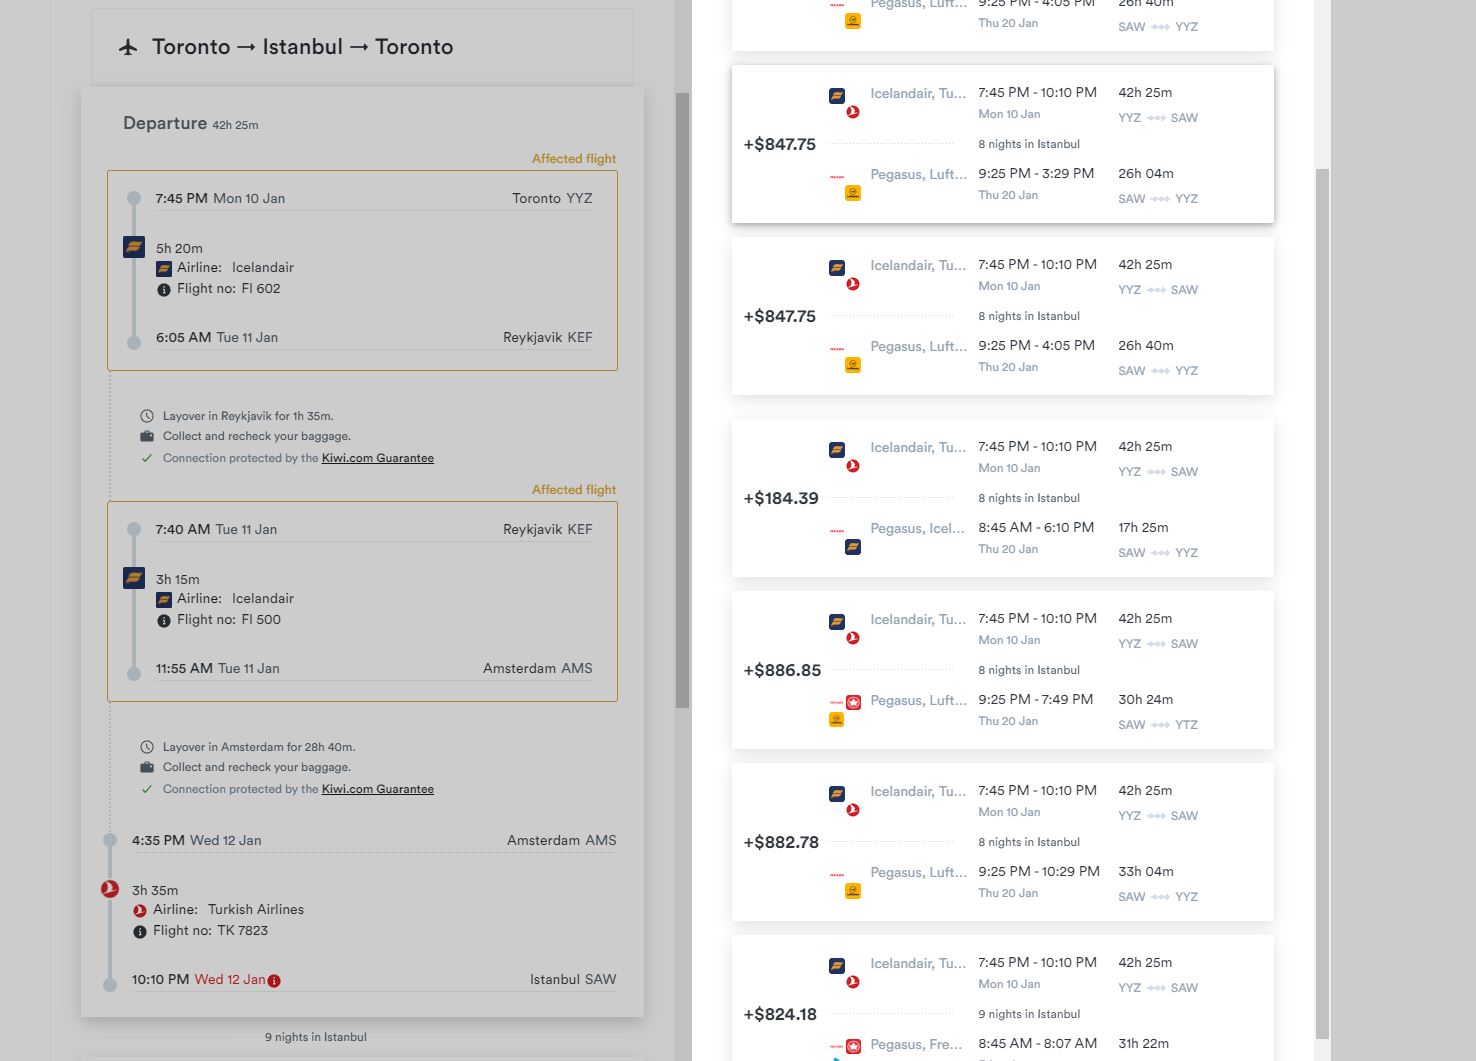 Toronto → Istanbul → Toronto
Departure 42h 25m
Affected flight
7:45 PM Mon 10 Jan Toronto YYZ
5h 20m
Airline: Icelandair
Flight no: FI 602
6:05 AM Tue 11 Jan Reykjavik KEF
Layover in Reykjavik for 1h 35m.
Collect and recheck your baggage.
Connection protected by the Kiwi.com Guarantee
Affected flight
7:40 AM Tue 11 Jan Reykjavik KEF
3h 15m
Airline: Icelandair
Flight no: FI 500
11:55 AM Tue 11 Jan Amsterdam AMS
Layover in Amsterdam for 28h 40m.
Collect and recheck your baggage.
Connection protected by the Kiwi.com Guarantee
4:35 PM Wed 12 Jan Amsterdam AMS
3h 35m
Airline: Turkish Airlines
Flight no: TK 7823
10:10 PM Wed 12 Jan Istanbul SAW
9 nights in Istanbul
Pegasus, Luft... 9:25 PM - 4:05 PM 26h 40m
Thu 20 Jan SAW YYZ
Icelandair, Tu... 7:45 PM - 10:10 PM 42h 25m
Mon 10 Jan YYZ SAW
+$847.75 8 nights in Istanbul
Pegasus, Luft... 9:25 PM - 3:29 PM 26h 04m
Thu 20 Jan SAW YYZ
Icelandair, Tu... 7:45 PM - 10:10 PM 42h 25m
Mon 10 Jan YYZ SAW
+$847.75 8 nights in Istanbul
Pegasus, Luft... 9:25 PM - 4:05 PM 26h 40m
Thu 20 Jan SAW YYZ
Icelandair, Tu... 7:45 PM - 10:10 PM 42h 25m
Mon 10 Jan YYZ SAW
+$184.39 8 nights in Istanbul
Pegasus, Icel... 8:45 AM - 6:10 PM 17h 25m
Thu 20 Jan SAW YYZ
Icelandair, Tu... 7:45 PM - 10:10 PM 42h 25m
Mon 10 Jan YYZ SAW
+$886.85 8 nights in Istanbul
Pegasus, Luft... 9:25 PM - 7:49 PM 30h 24m
Thu 20 Jan SAW YTZ
Icelandair, Tu... 7:45 PM - 10:10 PM 42h 25m
Mon 10 Jan YYZ SAW
+$882.78 8 nights in Istanbul
Pegasus, Luft... 9:25 PM - 10:29 PM 33h 04m
Thu 20 Jan SAW YYZ
Icelandair, Tu... 7:45 PM - 10:10 PM 42h 25m
Mon 10 Jan YYZ SAW
+$824.18 9 nights in Istanbul
Pegasus, Fre... 8:45 AM - 8:07 AM 31h 22m